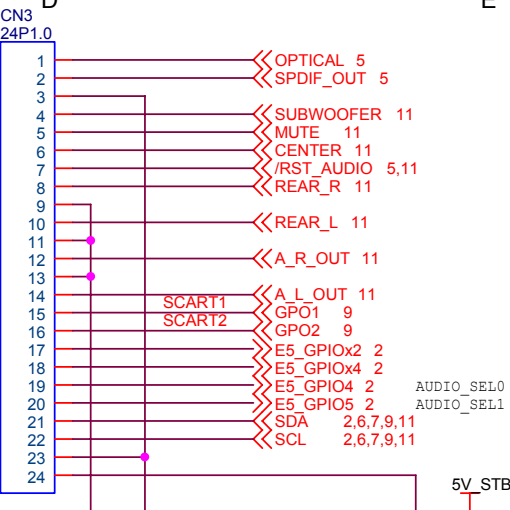 D E
CN3
24P1.0
1 OPTICAL 5
2 SPDIF_OUT 5
3
4 SUBWOOFER 11
5 MUTE 11
6 CENTER 11
7 /RST_AUDIO 5,11
8 REAR_R 11
9
10 REAR_L 11
11
12 A_R_OUT 11
13
14 A_L_OUT 11
15 SCART1 GPO1 9
16 SCART2 GPO2 9
17 E5_GPIOx2 2
18 E5_GPIOx4 2
19 E5_GPIO4 2 AUDIO_SEL0
20 E5_GPIO5 2 AUDIO_SEL1
21 SDA 2,6,7,9,11
22 SCL 2,6,7,9,11
23
24
5V_STB